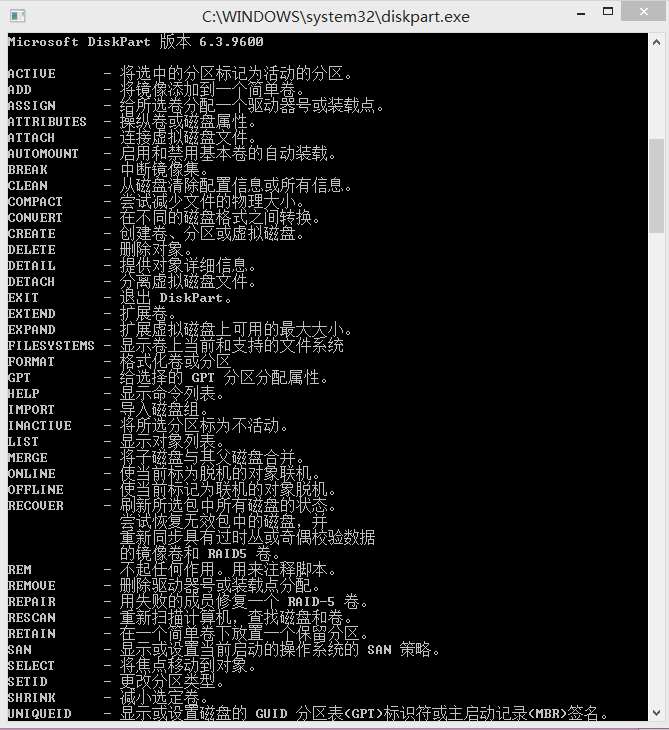 C:\WINDOWS\system32\diskpart.exe
Microsoft DiskPart 版本 6.3.9600
ACTIVE - 将选中的分区标记为活动的分区。
ADD - 将镜像添加到一个简单卷。
ASSIGN - 给所选卷分配一个驱动器号或装载点。
ATTRIBUTES - 操纵卷或磁盘属性。
ATTACH - 连接虚拟磁盘文件。
AUTOMOUNT - 启用和禁用基本卷的自动装载。
BREAK - 中断镜像集。
CLEAN - 从磁盘清除配置信息或所有信息。
COMPACT - 尝试减少文件的物理大小。
CONVERT - 在不同的磁盘格式之间转换。
CREATE - 创建卷、分区或虚拟磁盘。
DELETE - 删除对象。
DETAIL - 提供对象详细信息。
DETACH - 分离虚拟磁盘文件。
EXIT - 退出 DiskPart。
EXTEND - 扩展卷。
EXPAND - 扩展虚拟磁盘上可用的最大大小。
FILESYSTEMS - 显示卷上当前和支持的文件系统
FORMAT - 格式化卷或分区
GPT - 给选择的 GPT 分区分配属性。
HELP - 显示命令列表。
IMPORT - 导入磁盘组。
INACTIVE - 将所选分区标为不活动。
LIST - 显示对象列表。
MERGE - 将子磁盘与其父磁盘合并。
ONLINE - 使当前标为脱机的对象联机。
OFFLINE - 使当前标记为联机的对象脱机。
RECOVER - 刷新所选包中所有磁盘的状态。
尝试恢复无效包中的磁盘，并
重新同步具有过时丛或奇偶校验数据
的镜像卷和 RAID5 卷。
REM - 不起任何作用。用来注释脚本。
REMOVE - 删除驱动器号或装载点分配。
REPAIR - 用失败的成员修复一个 RAID-5 卷。
RESCAN - 重新扫描计算机，查找磁盘和卷。
RETAIN - 在一个简单卷下放置一个保留分区。
SAN - 显示或设置当前启动的操作系统的 SAN 策略。
SELECT - 将焦点移动到对象。
SETID - 更改分区类型。
SHRINK - 减小选定卷。
UNIQUEID - 显示或设置磁盘的 GUID 分区表(GPT)标识符或主启动记录(MBR)签名。